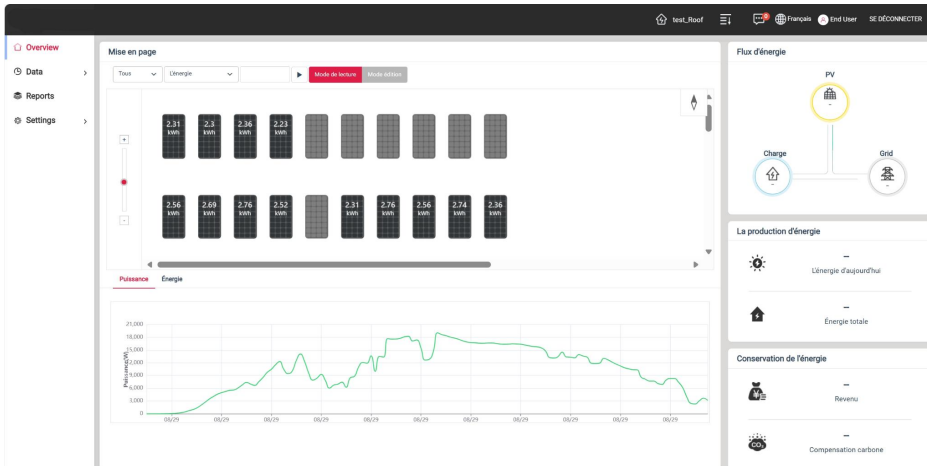 test_Roof
0
Français
End User
SE DÉCONNECTER
Overview
Data
Reports
Settings
Mise en page
Tous
L'énergie
Mode de lecture
Mode édition
+
-
2.31 kWh
2.3 kWh
2.36 kWh
2.23 kWh
2.56 kWh
2.69 kWh
2.76 kWh
2.52 kWh
2.31 kWh
2.76 kWh
2.56 kWh
2.74 kWh
2.36 kWh
Puissance
Énergie
Puissance(W)
21,000
18,000
15,000
12,000
9,000
6,000
3,000
0
08/29
08/29
08/29
08/29
08/29
08/29
08/29
08/29
08/29
08/29
08/29
Flux d'énergie
PV
-
Charge
-
Grid
-
La production d'énergie
--
L'énergie d'aujourd'hui
--
Énergie totale
Conservation de l'énergie
¥
--
Revenu
CO₂
--
Compensation carbone